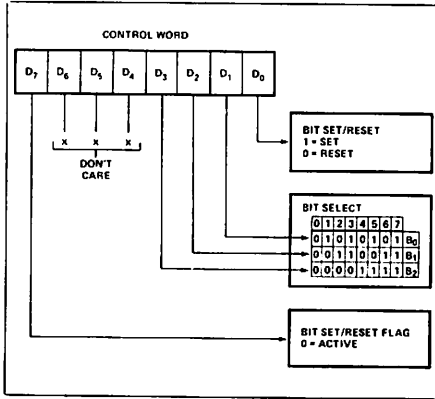 CONTROL WORD
D7 D6 D5 D4 D3 D2 D1 D0
X X X
DON'T
CARE
BIT SET/RESET
1 = SET
0 = RESET
BIT SELECT
0 1 2 3 4 5 6 7
0 1 0 1 0 1 0 1 B0
0 0 1 1 0 0 1 1 B1
0 0 0 0 1 1 1 1 B2
BIT SET/RESET FLAG
0 = ACTIVE